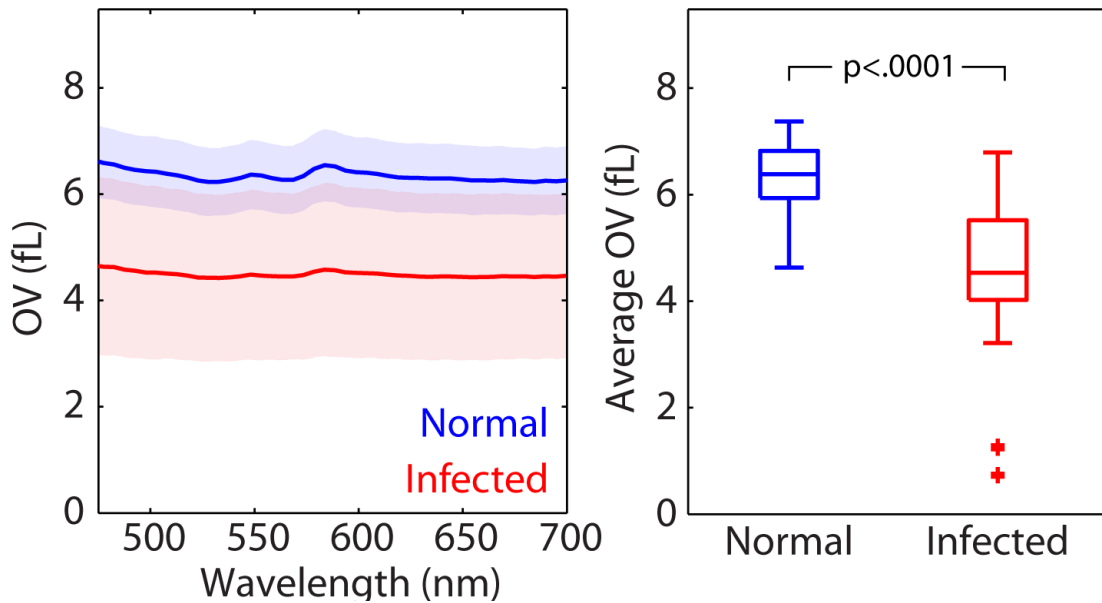 OV (fL)
8
6
4
2
0
Normal
Infected
500 550 600 650 700
Wavelength (nm)
Average OV (fL)
8
6
4
2
0
p<.0001
Normal Infected